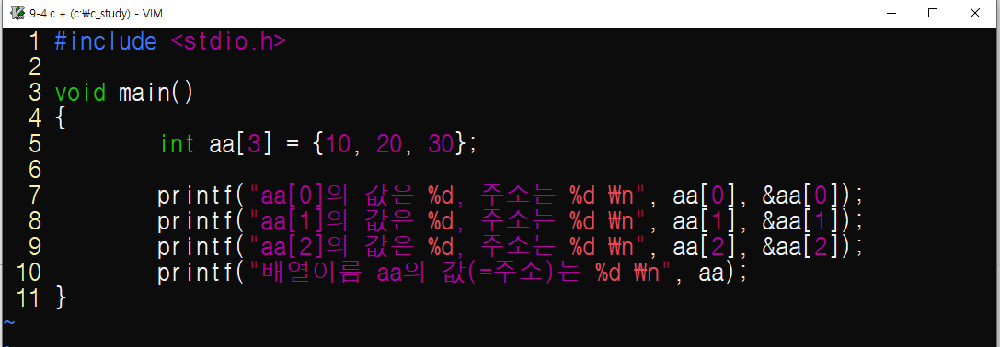 9-4.c + (c:₩c_study) - VIM
1 #include <stdio.h>
2
3 void main()
4 {
5         int aa[3] = {10, 20, 30};
6
7         printf("aa[0]의 값은 %d, 주소는 %d ₩n", aa[0], &aa[0]);
8         printf("aa[1]의 값은 %d, 주소는 %d ₩n", aa[1], &aa[1]);
9         printf("aa[2]의 값은 %d, 주소는 %d ₩n", aa[2], &aa[2]);
10         printf("배열이름 aa의 값(=주소)는 %d ₩n", aa);
11 }
~